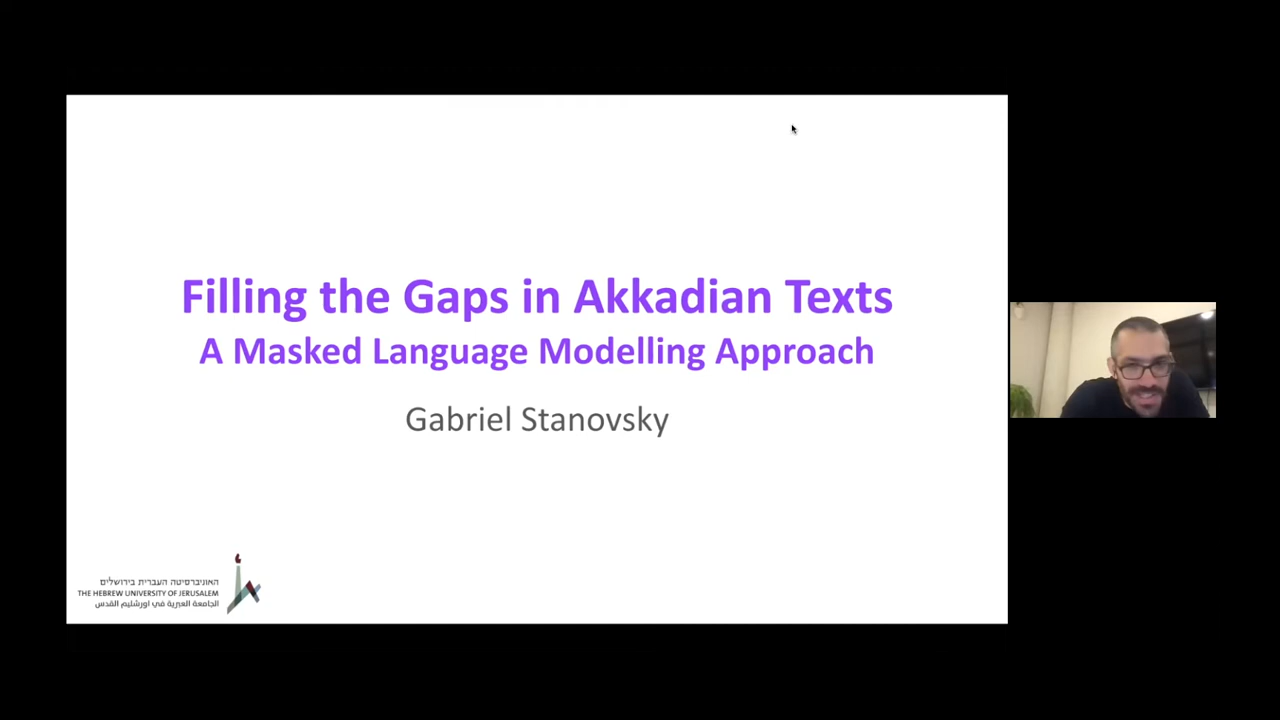 Filling the Gaps in Akkadian Texts
A Masked Language Modelling Approach
Gabriel Stanovsky
האוניברסיטה העברית בירושלים
THE HEBREW UNIVERSITY OF JERUSALEM
الجامعة العبرية في اورشليم القدس